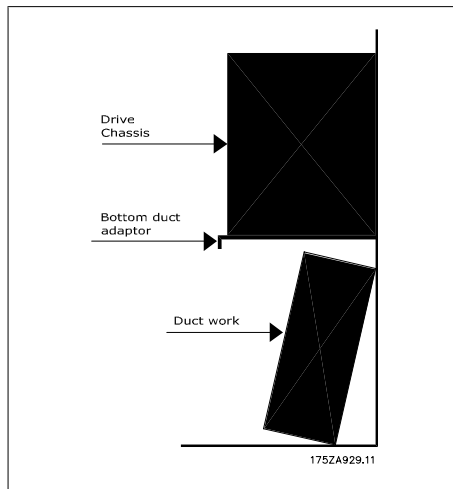 Drive
Chassis
Bottom duct
adaptor
Duct work
175ZA929.11